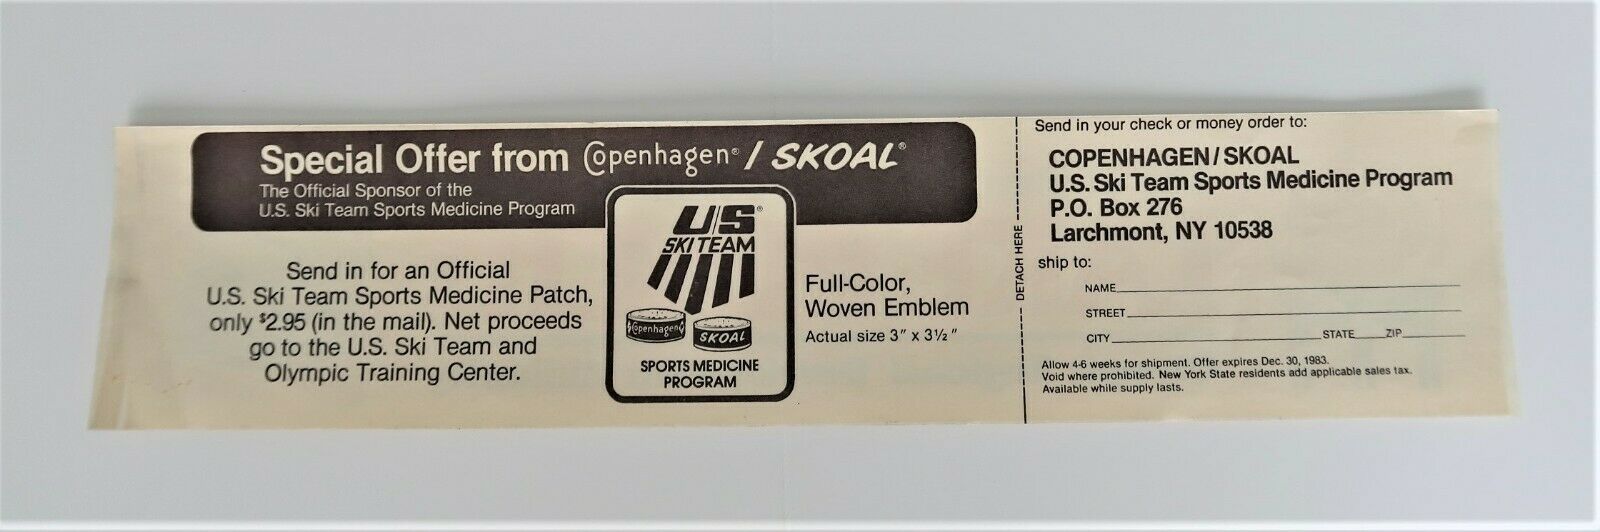 Special Offer from Copenhagen® / SKOAL®
The Official Sponsor of the
U.S. Ski Team Sports Medicine Program
Send in for an Official
U.S. Ski Team Sports Medicine Patch,
only $2.95 (in the mail). Net proceeds
go to the U.S. Ski Team and
Olympic Training Center.
U/S®
SKI TEAM
Copenhagen
SKOAL
SPORTS MEDICINE
PROGRAM
Full-Color,
Woven Emblem
Actual size 3" x 3½"
DETACH HERE
Send in your check or money order to:
COPENHAGEN/SKOAL
U.S. Ski Team Sports Medicine Program
P.O. Box 276
Larchmont, NY 10538
ship to:
NAME
STREET
CITY STATE ZIP
Allow 4-6 weeks for shipment. Offer expires Dec. 30, 1983.
Void where prohibited. New York State residents add applicable sales tax.
Available while supply lasts.